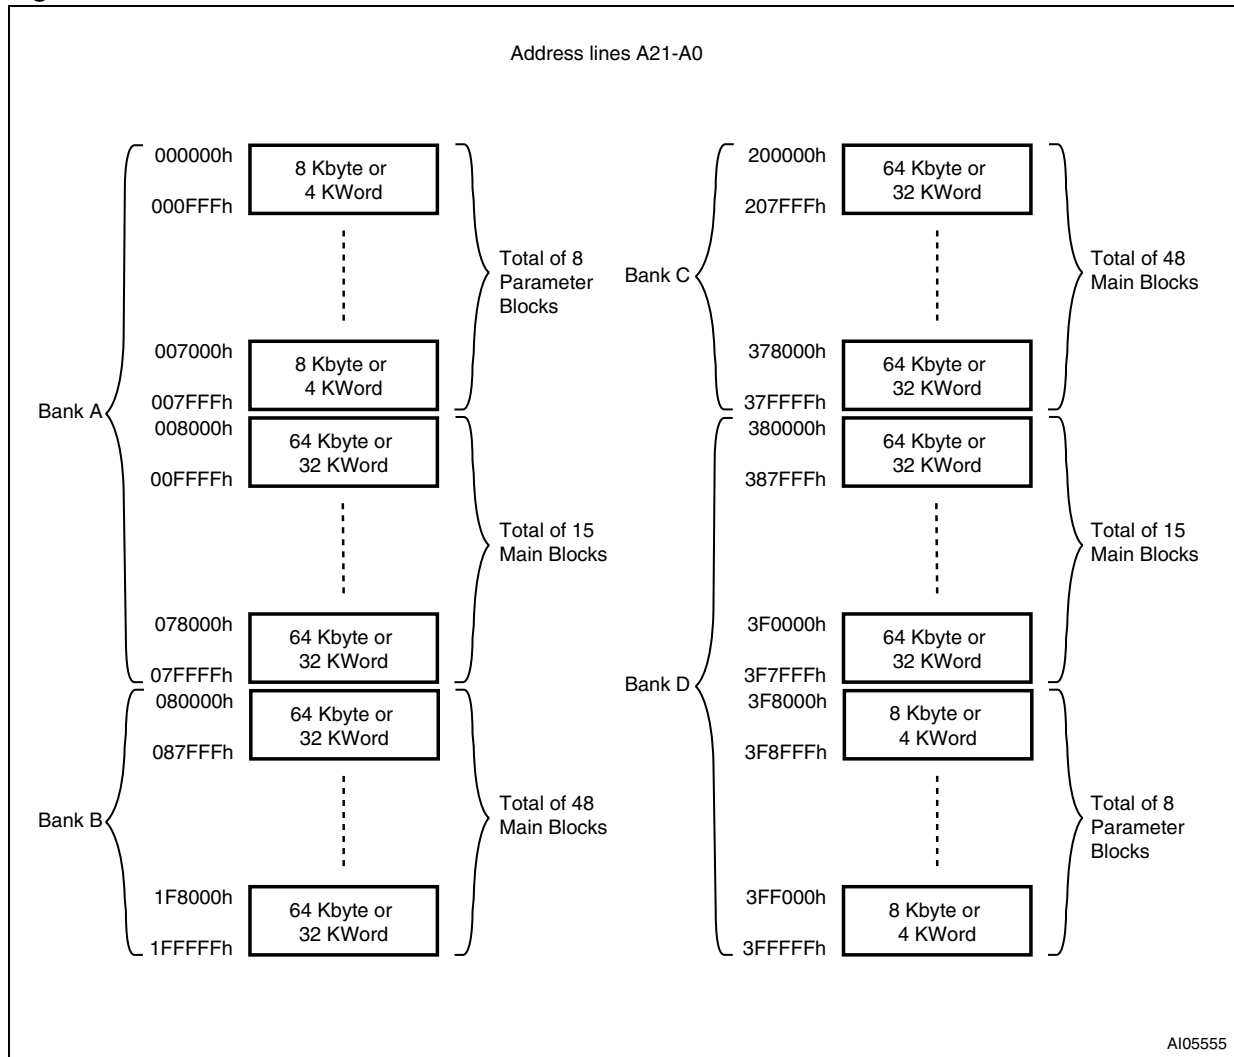 Address lines A21-A0
Bank A
000000h
8 Kbyte or
4 KWord
000FFFh
Total of 8
Parameter
Blocks
007000h
8 Kbyte or
4 KWord
007FFFh
008000h
64 Kbyte or
32 KWord
00FFFFh
Total of 15
Main Blocks
078000h
64 Kbyte or
32 KWord
07FFFFh
Bank B
080000h
64 Kbyte or
32 KWord
087FFFh
Total of 48
Main Blocks
1F8000h
64 Kbyte or
32 KWord
1FFFFFh
Bank C
200000h
64 Kbyte or
32 KWord
207FFFh
Total of 48
Main Blocks
378000h
64 Kbyte or
32 KWord
37FFFFh
Bank D
380000h
64 Kbyte or
32 KWord
387FFFh
Total of 15
Main Blocks
3F0000h
64 Kbyte or
32 KWord
3F7FFFh
3F8000h
8 Kbyte or
4 KWord
3F8FFFh
Total of 8
Parameter
Blocks
3FF000h
8 Kbyte or
4 KWord
3FFFFFh
AI05555